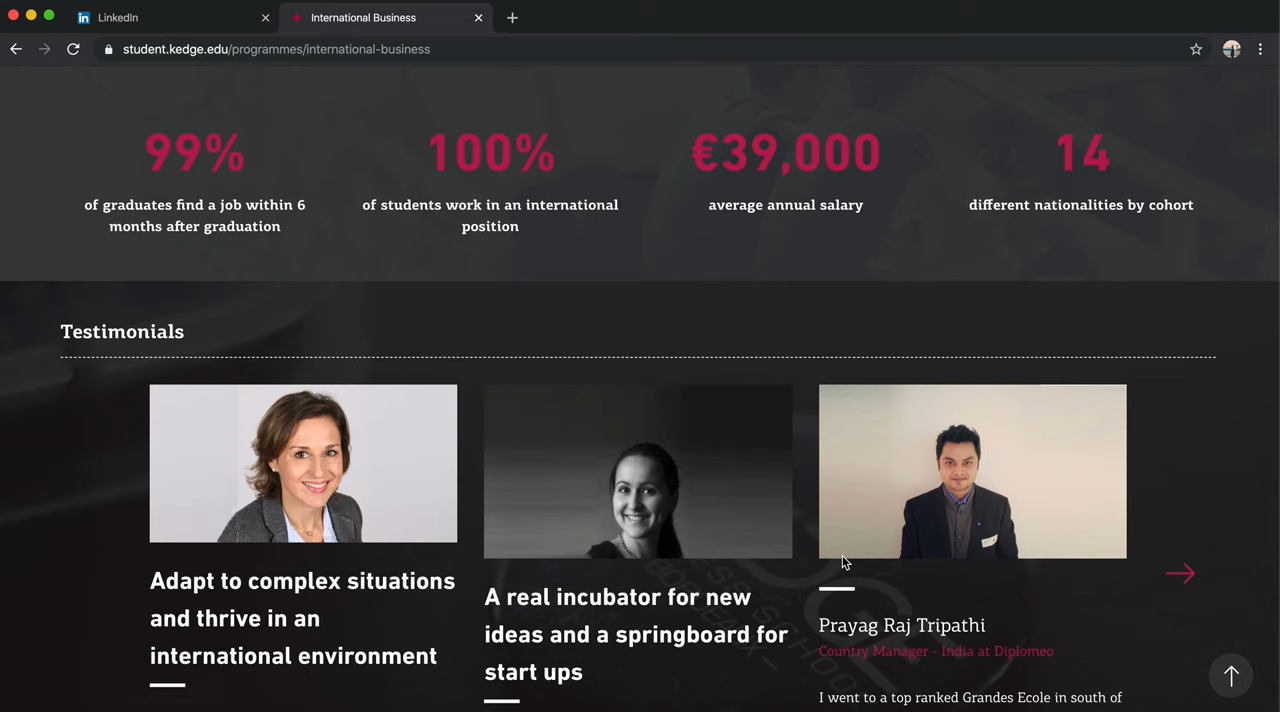 LinkedIn
International Business
student.kedge.edu/programmes/international-business
99%
of graduates find a job within 6
months after graduation
100%
of students work in an international
position
€39,000
average annual salary
14
different nationalities by cohort
Testimonials
Adapt to complex situations
and thrive in an
international environment
A real incubator for new
ideas and a springboard for
start ups
Prayag Raj Tripathi
Country Manager - India at Diplomeo
I went to a top ranked Grandes Ecole in south of